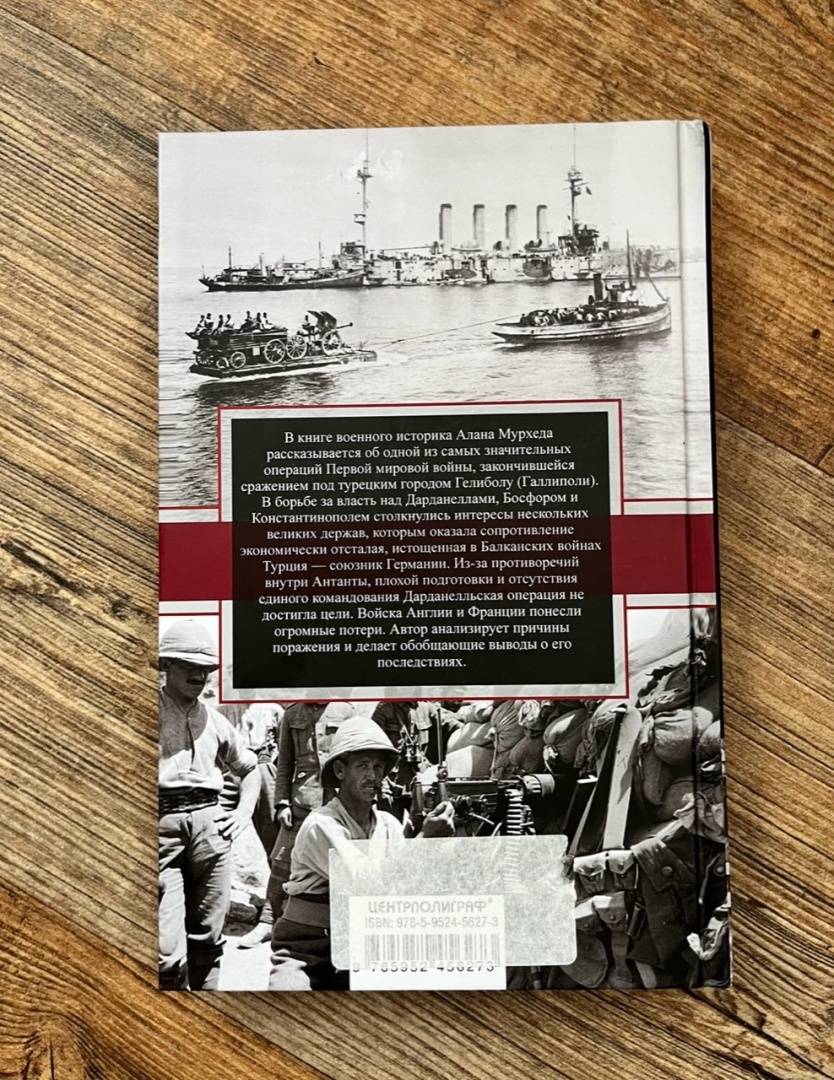 В книге военного историка Алана Мурхеда
рассказывается об одной из самых значительных
операций Первой мировой войны, закончившейся
сражением под турецким городом Гелиболу (Галлиполи).
В борьбе за власть над Дарданеллами, Босфором и
Константинополем столкнулись интересы нескольких
великих держав, которым оказала сопротивление
экономически отсталая, истощенная в Балканских войнах
Турция — союзник Германии. Из-за противоречий
внутри Антанты, плохой подготовки и отсутствия
единого командования Дарданелльская операция не
достигла цели. Войска Англии и Франции понесли
огромные потери. Автор анализирует причины
поражения и делает обобщающие выводы о его
последствиях.
ЦЕНТРПОЛИГРАФ®
ISBN: 978-5-9524-5627-3
9 785952 456273